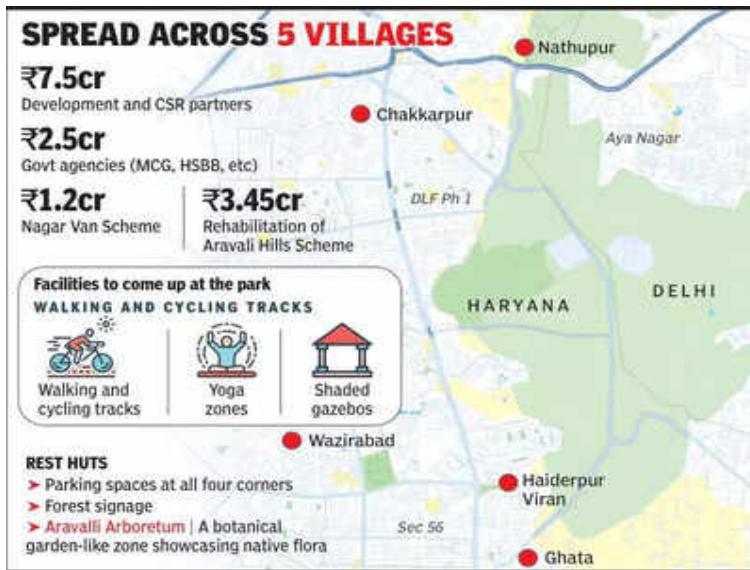 SPREAD ACROSS 5 VILLAGES
₹7.5cr
Development and CSR partners
₹2.5cr
Govt agencies (MCG, HSBB, etc)
₹1.2cr
Nagar Van Scheme
₹3.45cr
Rehabilitation of
Aravali Hills Scheme
Facilities to come up at the park
WALKING AND CYCLING TRACKS
Walking and
cycling tracks
Yoga
zones
Shaded
gazebos
REST HUTS
➤ Parking spaces at all four corners
➤ Forest signage
➤ Aravalli Arboretum | A botanical
garden-like zone showcasing native flora
Nathupur
Chakkarpur
Aya Nagar
DLF Ph 1
HARYANA
DELHI
Wazirabad
Haiderpur
Viran
Sec 56
Ghata